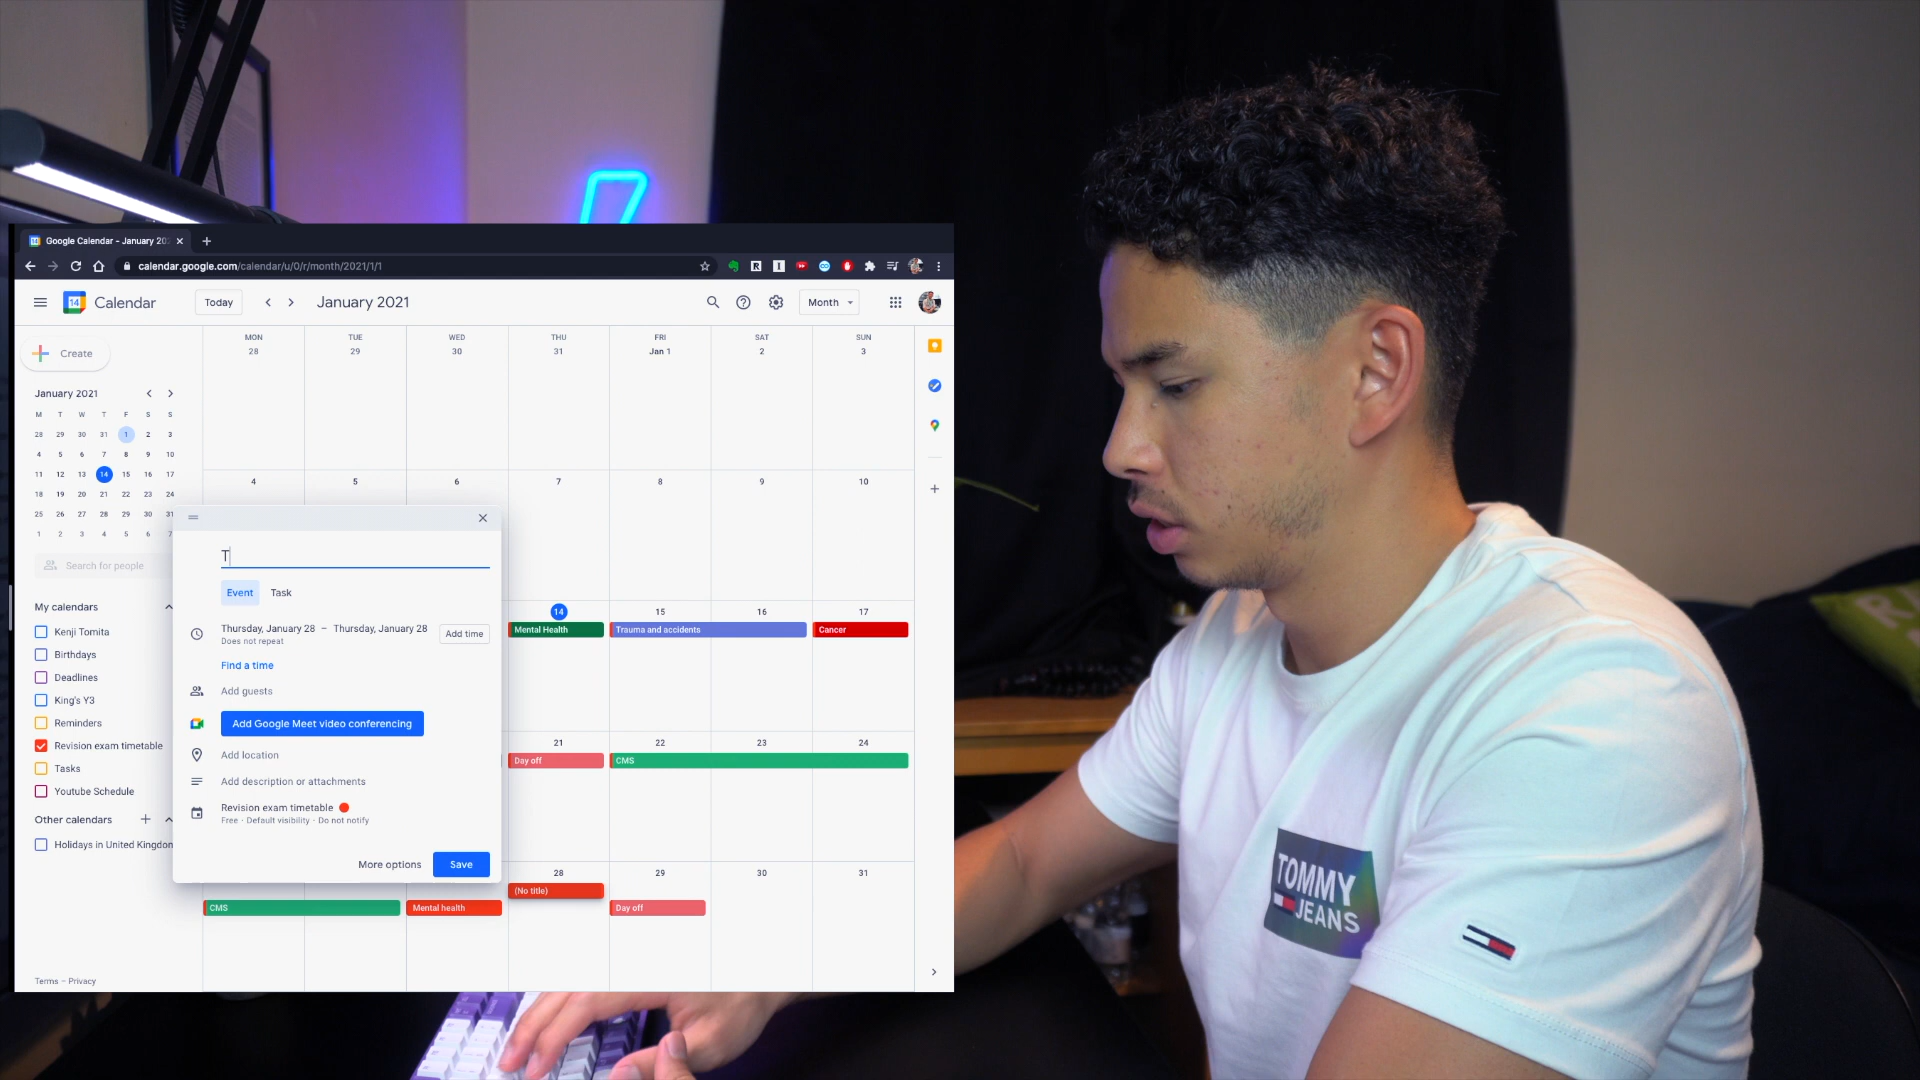 Google Calendar - January 20
calendar.google.com/calendar/u/0/r/month/2021/1/1
14 Calendar Today January 2021 Month
Create
January 2021
M T W T F S S
28 29 30 31 1 2 3
4 5 6 7 8 9 10
11 12 13 14 15 16 17
18 19 20 21 22 23 24
25 26 27 28 29 30 31
1 2 3 4 5 6 7
Search for people
My calendars
Kenji Tomita
Birthdays
Deadlines
King's Y3
Reminders
Revision exam timetable
Tasks
Youtube Schedule
Other calendars
Holidays in United Kingdom
Terms – Privacy
MON TUE WED THU FRI SAT SUN
28 29 30 31 Jan 1 2 3
4 5 6 7 8 9 10
14 15 16 17
Mental Health Trauma and accidents Cancer
21 22 23 24
Day off CMS
28 29 30 31
(No title)
CMS Mental health Day off
T
Event Task
Thursday, January 28 – Thursday, January 28 Add time
Does not repeat
Find a time
Add guests
Add Google Meet video conferencing
Add location
Add description or attachments
Revision exam timetable
Free · Default visibility · Do not notify
More options Save
TOMMY
JEANS